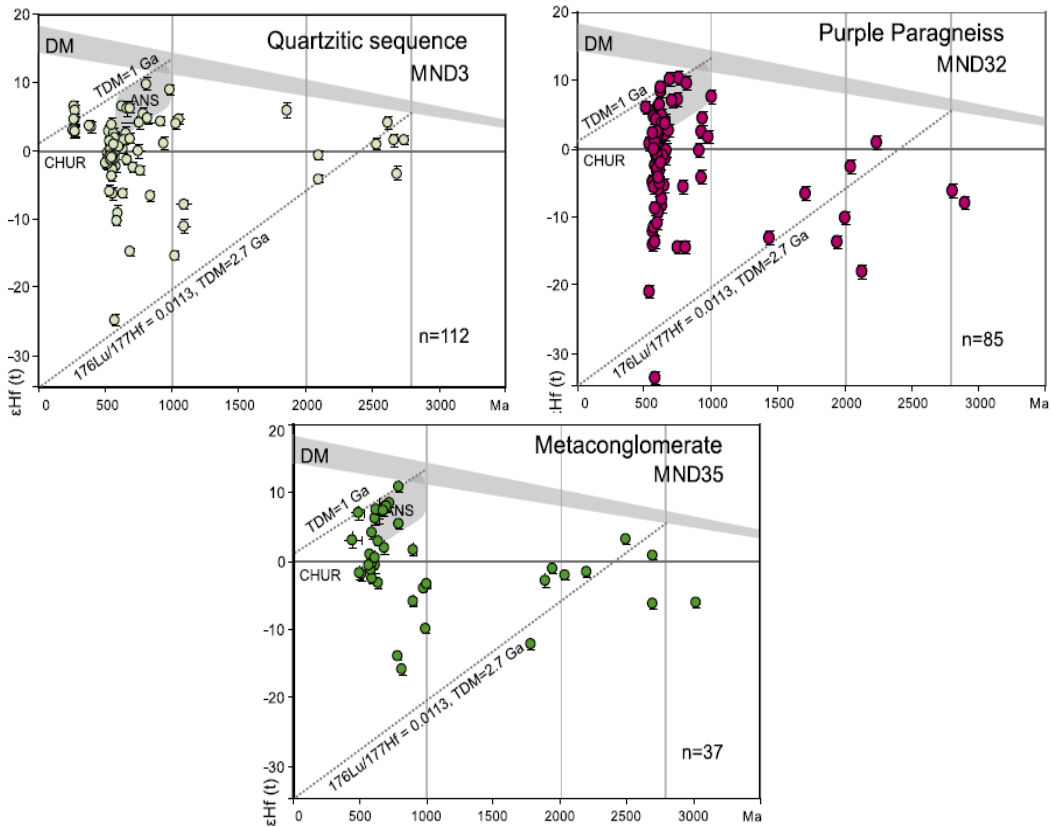 20
DM
Quartzitic sequence
MND3
TDM=1 Ga
10
ANS
0
CHUR
-10
-20
176Lu/177Hf = 0.0113, TDM=2.7 Ga
-30
n=112
εHf (t)
0 500 1000 1500 2000 2500 3000 Ma
20
DM
Purple Paragneiss
MND32
TDM=1 Ga
10
0
CHUR
-10
-20
176Lu/177Hf = 0.0113, TDM=2.7 Ga
-30
n=85
εHf (t)
0 500 1000 1500 2000 2500 3000 Ma
20
DM
Metaconglomerate
MND35
TDM=1 Ga
10
ANS
0
CHUR
-10
-20
176Lu/177Hf = 0.0113, TDM=2.7 Ga
-30
n=37
εHf (t)
0 500 1000 1500 2000 2500 3000 Ma